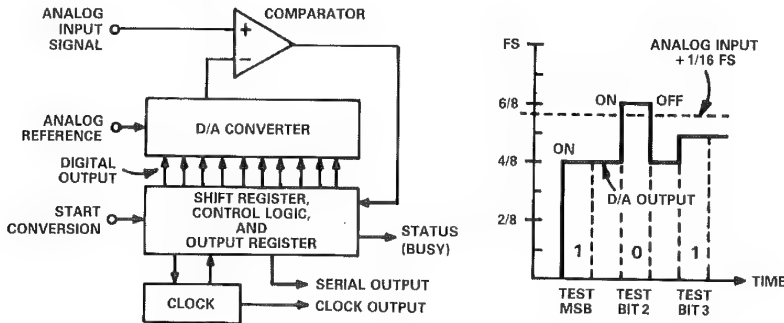 COMPARATOR
ANALOG
INPUT
SIGNAL
+
−
ANALOG
REFERENCE
D/A CONVERTER
DIGITAL
OUTPUT
START
CONVERSION
SHIFT REGISTER,
CONTROL LOGIC,
AND
OUTPUT REGISTER
STATUS
(BUSY)
SERIAL OUTPUT
CLOCK
CLOCK OUTPUT
FS
ANALOG INPUT
+ 1/16 FS
6/8
ON
OFF
ON
4/8
D/A OUTPUT
2/8
1
0
1
TIME
TEST
MSB
TEST
BIT 2
TEST
BIT 3